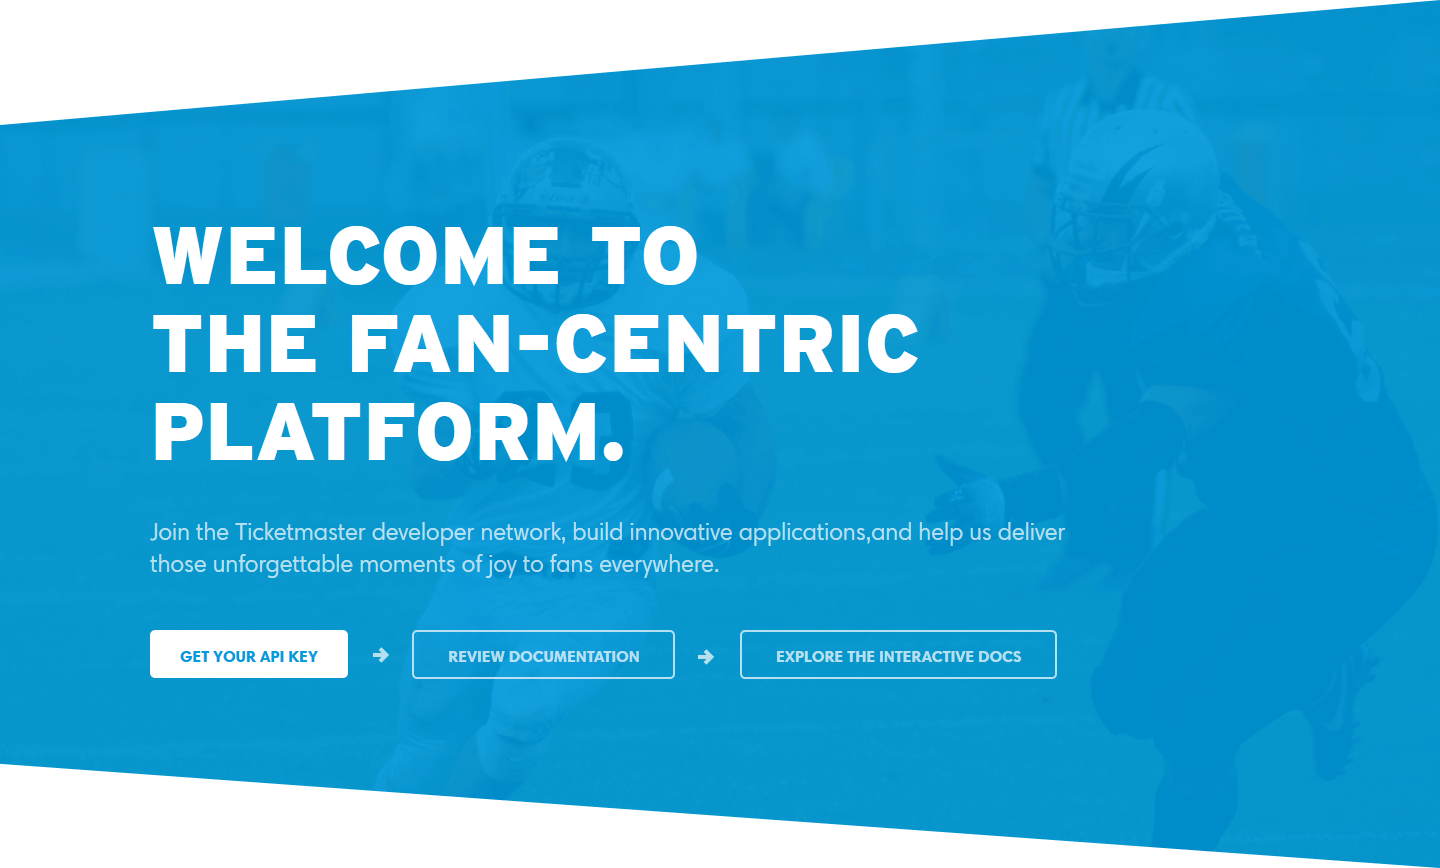 WELCOME TO
THE FAN-CENTRIC
PLATFORM.
Join the Ticketmaster developer network, build innovative applications,and help us deliver
those unforgettable moments of joy to fans everywhere.
GET YOUR API KEY
REVIEW DOCUMENTATION
EXPLORE THE INTERACTIVE DOCS